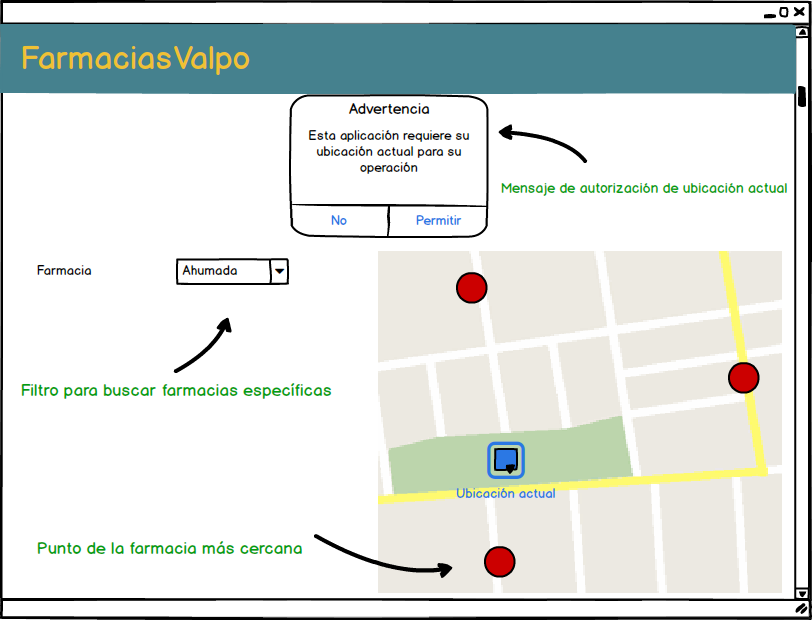 FarmaciasValpo
Advertencia
Esta aplicación requiere su
ubicación actual para su
operación
No
Permitir
Mensaje de autorización de ubicación actual
Farmacia
Ahumada
Filtro para buscar farmacias específicas
Ubicación actual
Punto de la farmacia más cercana